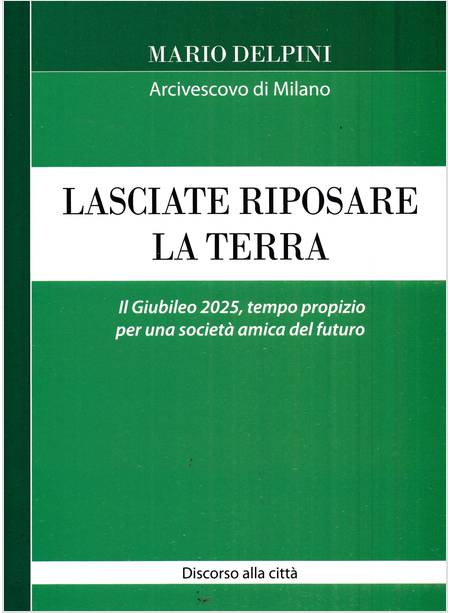 MARIO DELPINI
Arcivescovo di Milano
LASCIATE RIPOSARE
LA TERRA
Il Giubileo 2025, tempo propizio
per una società amica del futuro
Discorso alla città